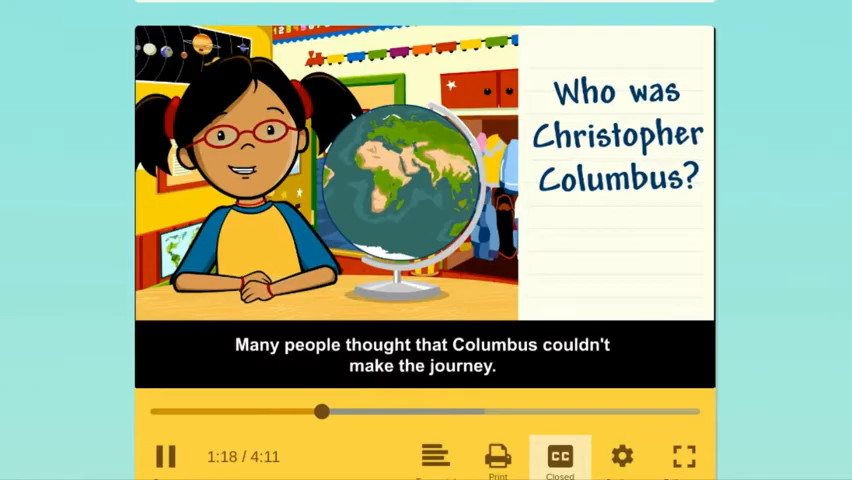 Who was
Christopher
Columbus?
Many people thought that Columbus couldn't
make the journey.
1:18 / 4:11
CC
Print
Closed